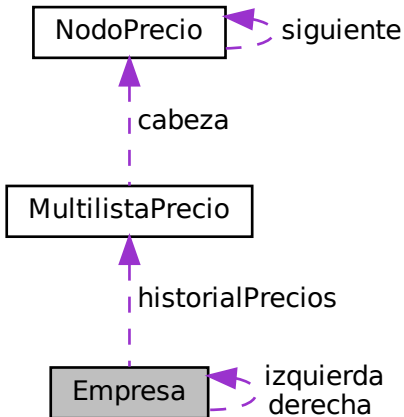 NodoPrecio
siguiente
cabeza
MultilistaPrecio
historialPrecios
Empresa
izquierda
derecha